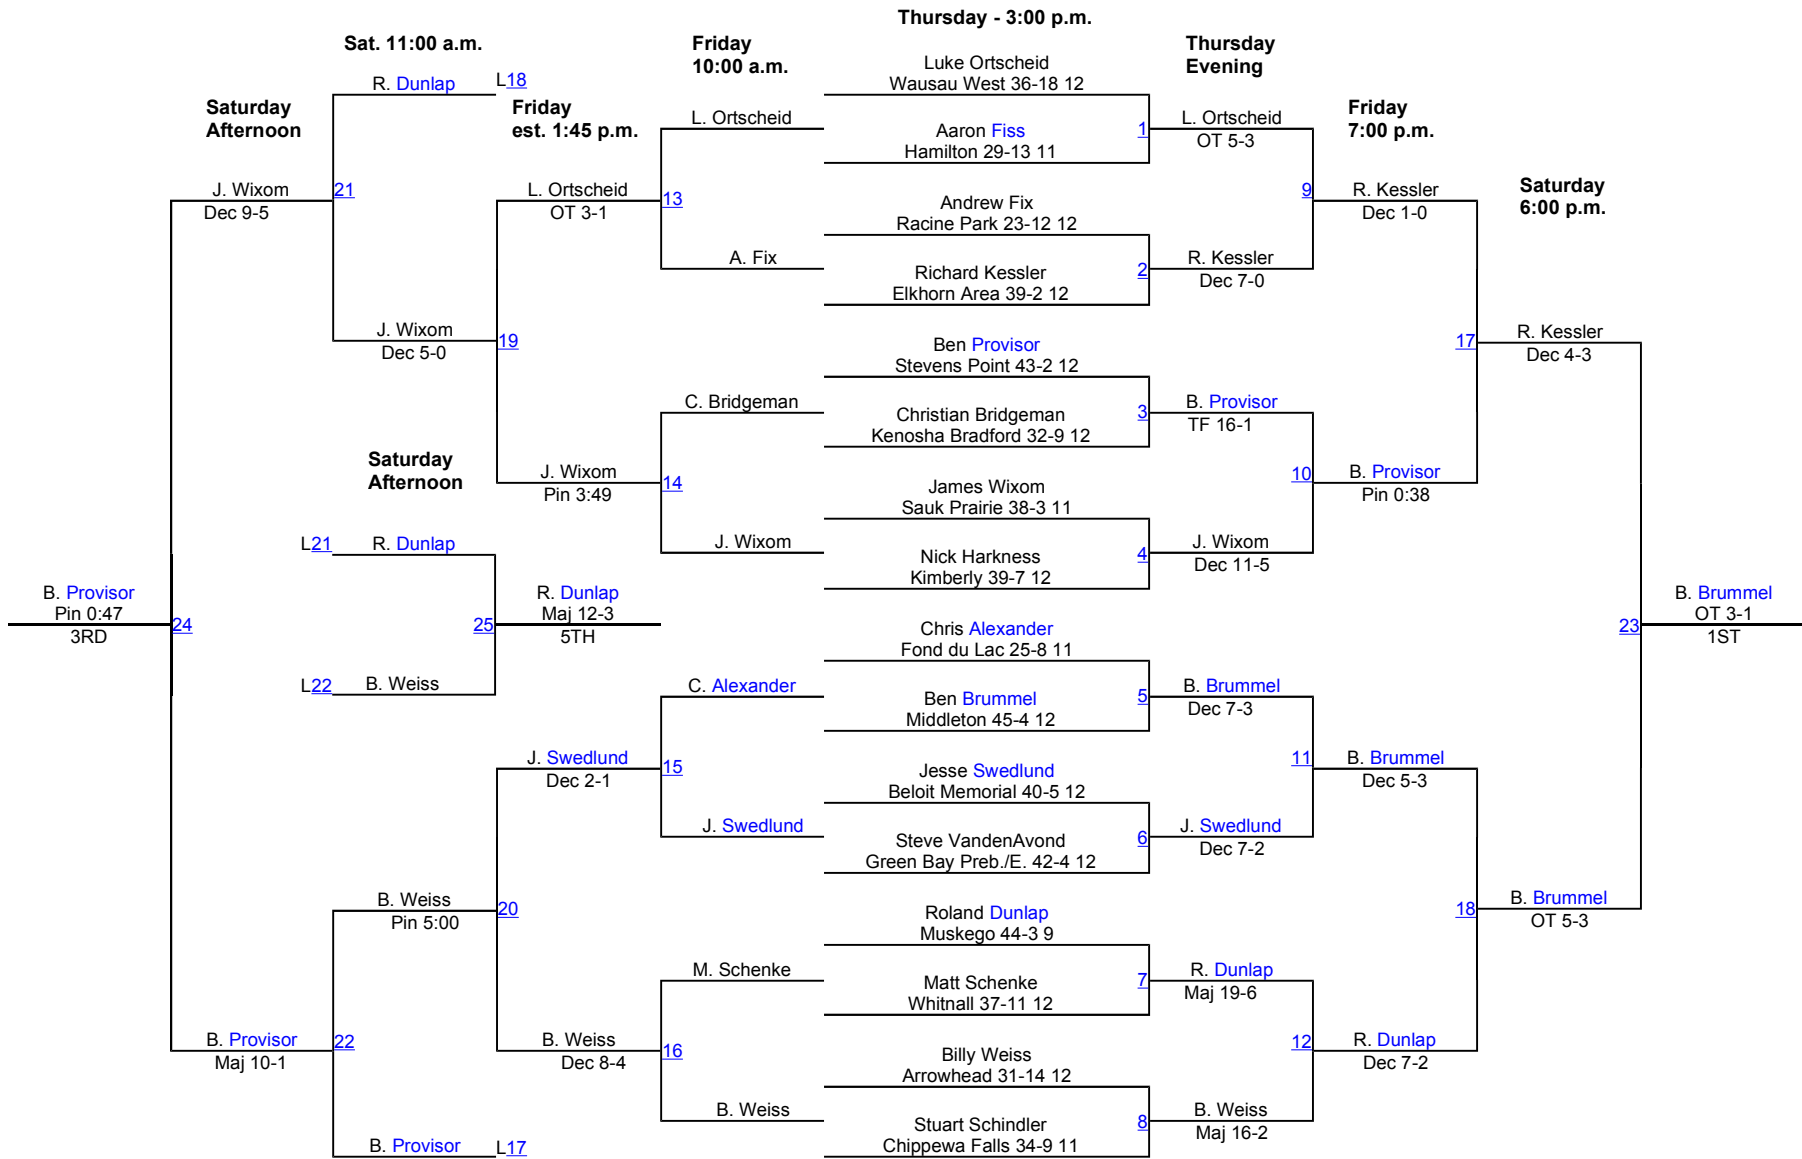 Thursday - 3:00 p.m.
Sat. 11:00 a.m.
Friday
10:00 a.m.
Thursday
Evening
Luke Ortscheid
Wausau West 36-18 12
R. Dunlap
L18
Saturday
Afternoon
Friday
est. 1:45 p.m.
Friday
7:00 p.m.
L. Ortscheid
Aaron Fiss
Hamilton 29-13 11
1
L. Ortscheid
OT 5-3
J. Wixom
Dec 9-5
21
L. Ortscheid
OT 3-1
13
Andrew Fix
Racine Park 23-12 12
9
R. Kessler
Dec 1-0
Saturday
6:00 p.m.
A. Fix
Richard Kessler
Elkhorn Area 39-2 12
2
R. Kessler
Dec 7-0
J. Wixom
Dec 5-0
19
Ben Provisor
Stevens Point 43-2 12
17
R. Kessler
Dec 4-3
C. Bridgeman
Christian Bridgeman
Kenosha Bradford 32-9 12
3
B. Provisor
TF 16-1
Saturday
Afternoon
J. Wixom
Pin 3:49
14
James Wixom
Sauk Prairie 38-3 11
10
B. Provisor
Pin 0:38
L21
R. Dunlap
J. Wixom
Nick Harkness
Kimberly 39-7 12
4
J. Wixom
Dec 11-5
B. Provisor
Pin 0:47
3RD
24
25
R. Dunlap
Maj 12-3
5TH
Chris Alexander
Fond du Lac 25-8 11
23
B. Brummel
OT 3-1
1ST
L22
B. Weiss
C. Alexander
Ben Brummel
Middleton 45-4 12
5
B. Brummel
Dec 7-3
J. Swedlund
Dec 2-1
15
Jesse Swedlund
Beloit Memorial 40-5 12
11
B. Brummel
Dec 5-3
J. Swedlund
Steve VandenAvond
Green Bay Preb./E. 42-4 12
6
J. Swedlund
Dec 7-2
B. Weiss
Pin 5:00
20
Roland Dunlap
Muskego 44-3 9
18
B. Brummel
OT 5-3
M. Schenke
Matt Schenke
Whitnall 37-11 12
7
R. Dunlap
Maj 19-6
B. Provisor
Maj 10-1
22
B. Weiss
Dec 8-4
16
Billy Weiss
Arrowhead 31-14 12
12
R. Dunlap
Dec 7-2
B. Weiss
Stuart Schindler
Chippewa Falls 34-9 11
8
B. Weiss
Maj 16-2
B. Provisor
L17